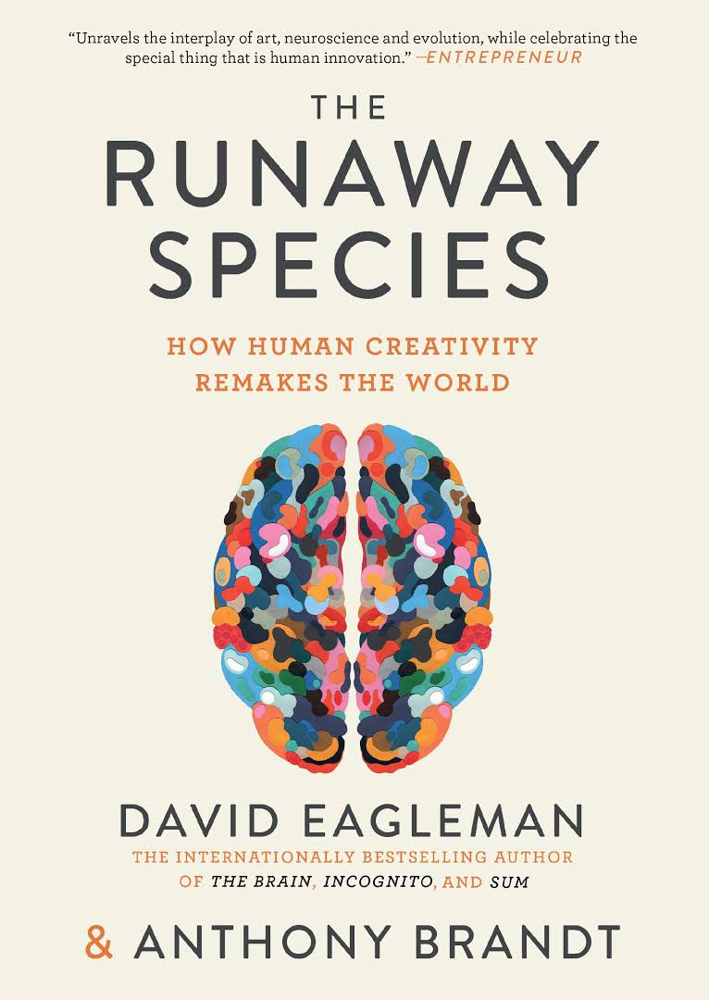 “Unravels the interplay of art, neuroscience and evolution, while celebrating the
special thing that is human innovation.” —ENTREPRENEUR
THE
RUNAWAY
SPECIES
HOW HUMAN CREATIVITY
REMAKES THE WORLD
DAVID EAGLEMAN
THE INTERNATIONALLY BESTSELLING AUTHOR
OF THE BRAIN, INCOGNITO, AND SUM
& ANTHONY BRANDT